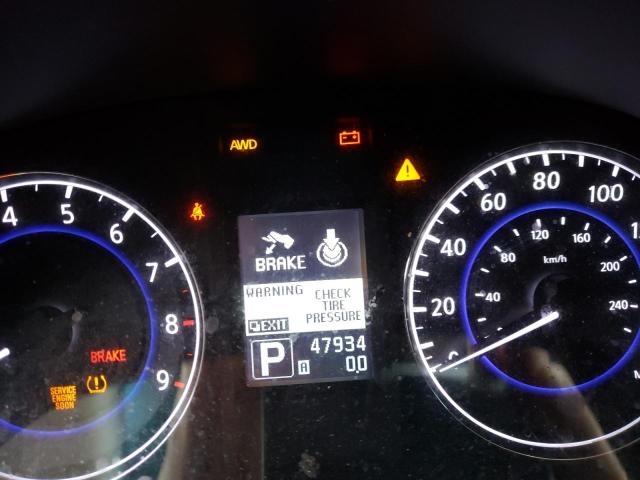 AWD
4 5 6 7 8 9
BRAKE
SERVICE
ENGINE
SOON
BRAKE
WARNING
CHECK
TIRE
PRESSURE
EXIT
P
47934
A 0.0
0 20 40 60 80 100
40 80 120 160 200 240
km/h